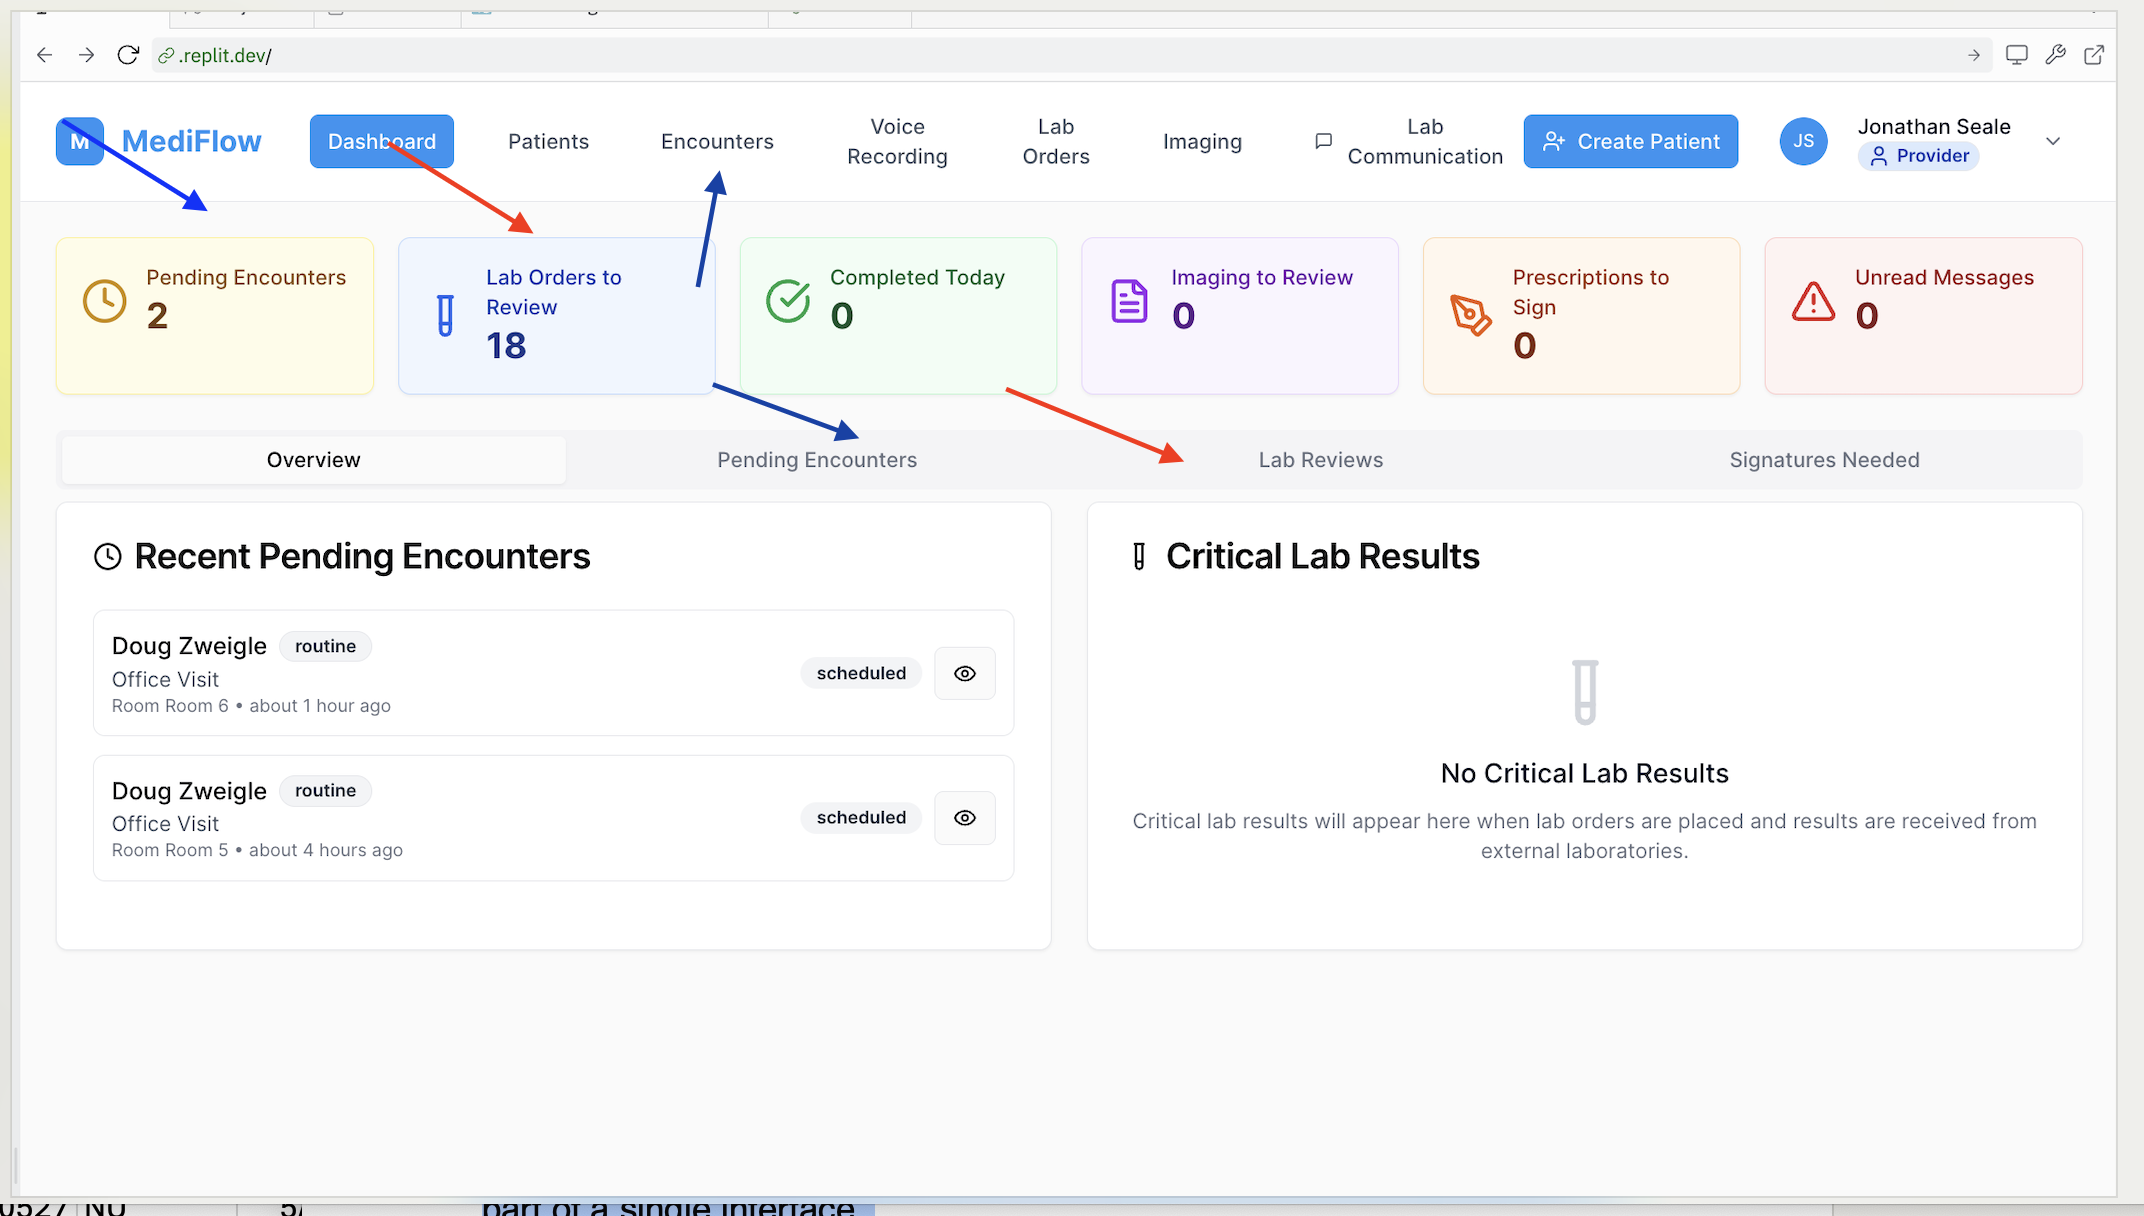 .replit.dev/
M MediFlow
Dashboard
Patients
Encounters
Voice
Recording
Lab
Orders
Imaging
Lab
Communication
Create Patient
JS
Jonathan Seale
Provider
Pending Encounters
2
Lab Orders to
Review
18
Completed Today
0
Imaging to Review
0
Prescriptions to
Sign
0
Unread Messages
0
Overview
Pending Encounters
Lab Reviews
Signatures Needed
Recent Pending Encounters
Doug Zweigle routine
Office Visit
Room Room 6 • about 1 hour ago
scheduled
Doug Zweigle routine
Office Visit
Room Room 5 • about 4 hours ago
scheduled
Critical Lab Results
No Critical Lab Results
Critical lab results will appear here when lab orders are placed and results are received from
external laboratories.
part of a single interface